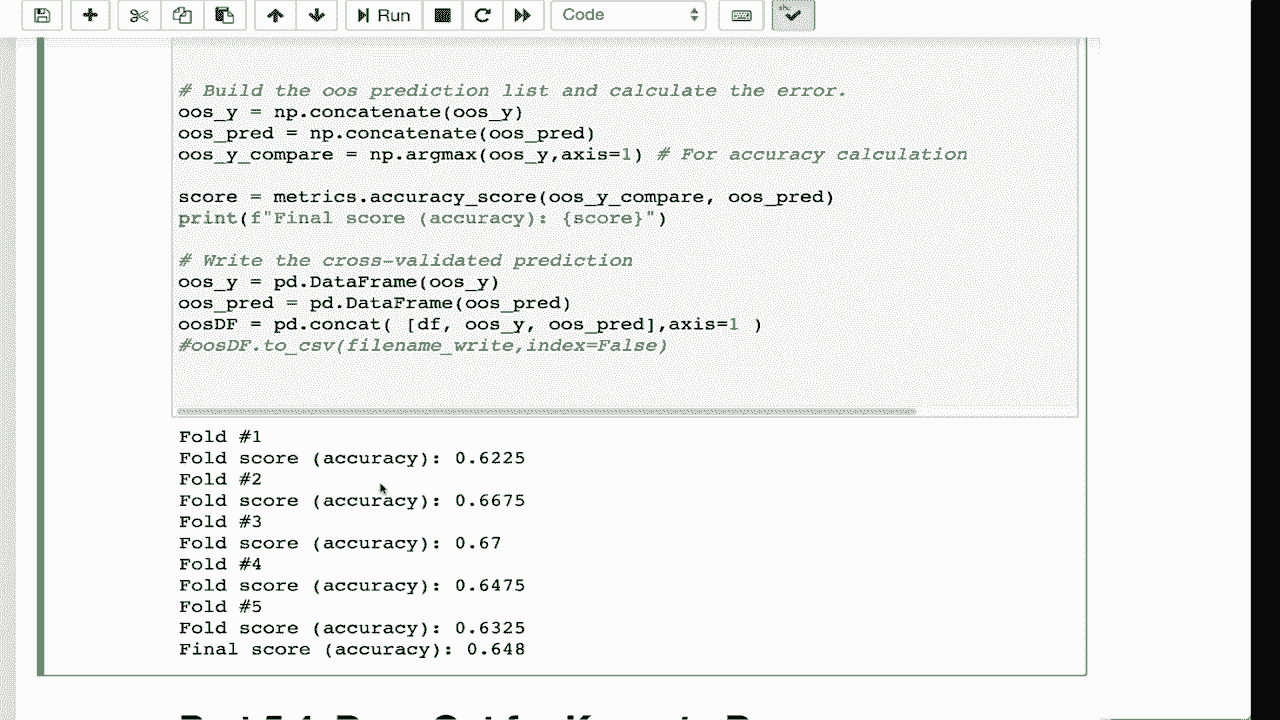 Run
Code
# Build the oos prediction list and calculate the error.
oos_y = np.concatenate(oos_y)
oos_pred = np.concatenate(oos_pred)
oos_y_compare = np.argmax(oos_y,axis=1) # For accuracy calculation
score = metrics.accuracy_score(oos_y_compare, oos_pred)
print(f"Final score (accuracy): {score}")
# Write the cross-validated prediction
oos_y = pd.DataFrame(oos_y)
oos_pred = pd.DataFrame(oos_pred)
oosDF = pd.concat( [df, oos_y, oos_pred],axis=1 )
#oosDF.to_csv(filename_write,index=False)
Fold #1
Fold score (accuracy): 0.6225
Fold #2
Fold score (accuracy): 0.6675
Fold #3
Fold score (accuracy): 0.67
Fold #4
Fold score (accuracy): 0.6475
Fold #5
Fold score (accuracy): 0.6325
Final score (accuracy): 0.648